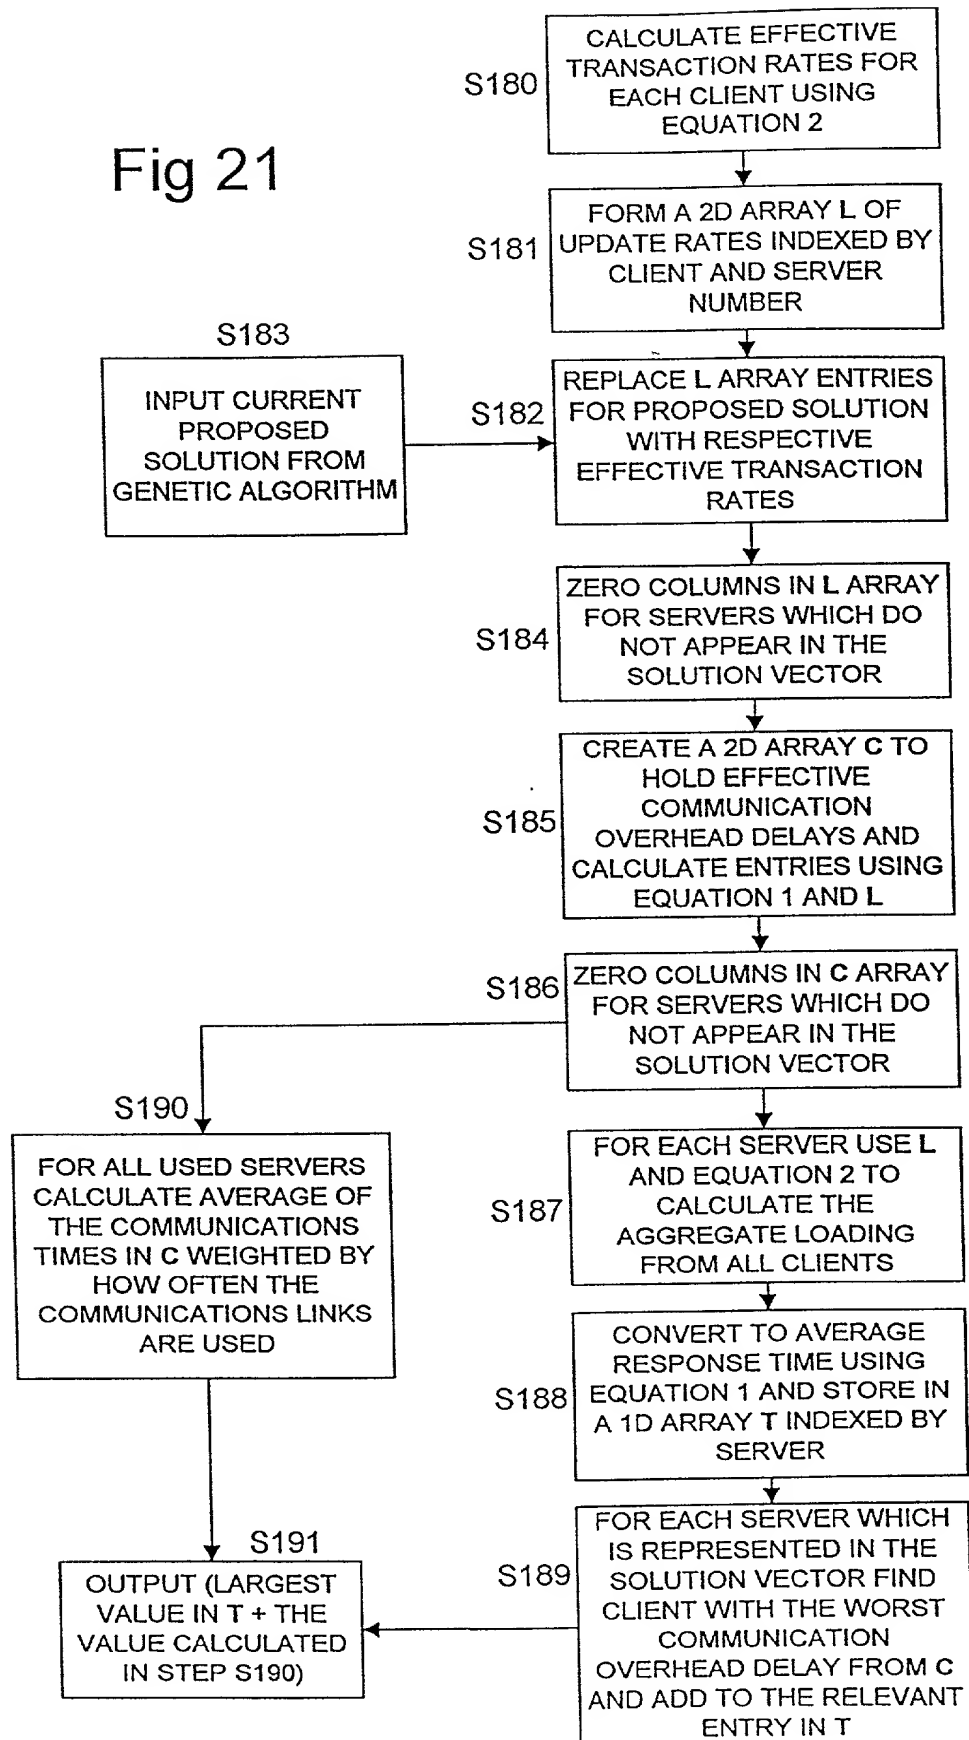 Fig 21
S180
CALCULATE EFFECTIVE
TRANSACTION RATES FOR
EACH CLIENT USING
EQUATION 2
S181
FORM A 2D ARRAY L OF
UPDATE RATES INDEXED BY
CLIENT AND SERVER
NUMBER
S183
INPUT CURRENT
PROPOSED
SOLUTION FROM
GENETIC ALGORITHM
S182
REPLACE L ARRAY ENTRIES
FOR PROPOSED SOLUTION
WITH RESPECTIVE
EFFECTIVE TRANSACTION
RATES
S184
ZERO COLUMNS IN L ARRAY
FOR SERVERS WHICH DO
NOT APPEAR IN THE
SOLUTION VECTOR
S185
CREATE A 2D ARRAY C TO
HOLD EFFECTIVE
COMMUNICATION
OVERHEAD DELAYS AND
CALCULATE ENTRIES USING
EQUATION 1 AND L
S186
ZERO COLUMNS IN C ARRAY
FOR SERVERS WHICH DO
NOT APPEAR IN THE
SOLUTION VECTOR
S190
FOR ALL USED SERVERS
CALCULATE AVERAGE OF
THE COMMUNICATIONS
TIMES IN C WEIGHTED BY
HOW OFTEN THE
COMMUNICATIONS LINKS
ARE USED
S187
FOR EACH SERVER USE L
AND EQUATION 2 TO
CALCULATE THE
AGGREGATE LOADING
FROM ALL CLIENTS
S188
CONVERT TO AVERAGE
RESPONSE TIME USING
EQUATION 1 AND STORE IN
A 1D ARRAY T INDEXED BY
SERVER
S189
FOR EACH SERVER WHICH
IS REPRESENTED IN THE
SOLUTION VECTOR FIND
CLIENT WITH THE WORST
COMMUNICATION
OVERHEAD DELAY FROM C
AND ADD TO THE RELEVANT
ENTRY IN T
S191
OUTPUT (LARGEST
VALUE IN T + THE
VALUE CALCULATED
IN STEP S190)